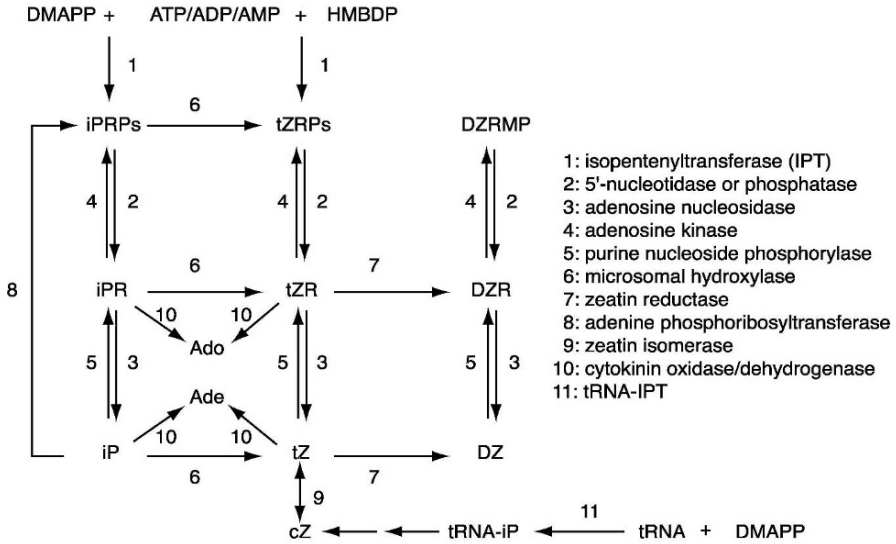 DMAPP + ATP/ADP/AMP + HMBDP
1 1
6
iPRPs tZRPs DZRMP
4 2 4 2 4 2
6 7
8 iPR tZR DZR
10 10
Ado
5 3 5 3 5 3
Ade
10 10
iP tZ DZ
6 7
9
11
cZ tRNA-iP tRNA + DMAPP
1: isopentenyltransferase (IPT)
2: 5'-nucleotidase or phosphatase
3: adenosine nucleosidase
4: adenosine kinase
5: purine nucleoside phosphorylase
6: microsomal hydroxylase
7: zeatin reductase
8: adenine phosphoribosyltransferase
9: zeatin isomerase
10: cytokinin oxidase/dehydrogenase
11: tRNA-IPT